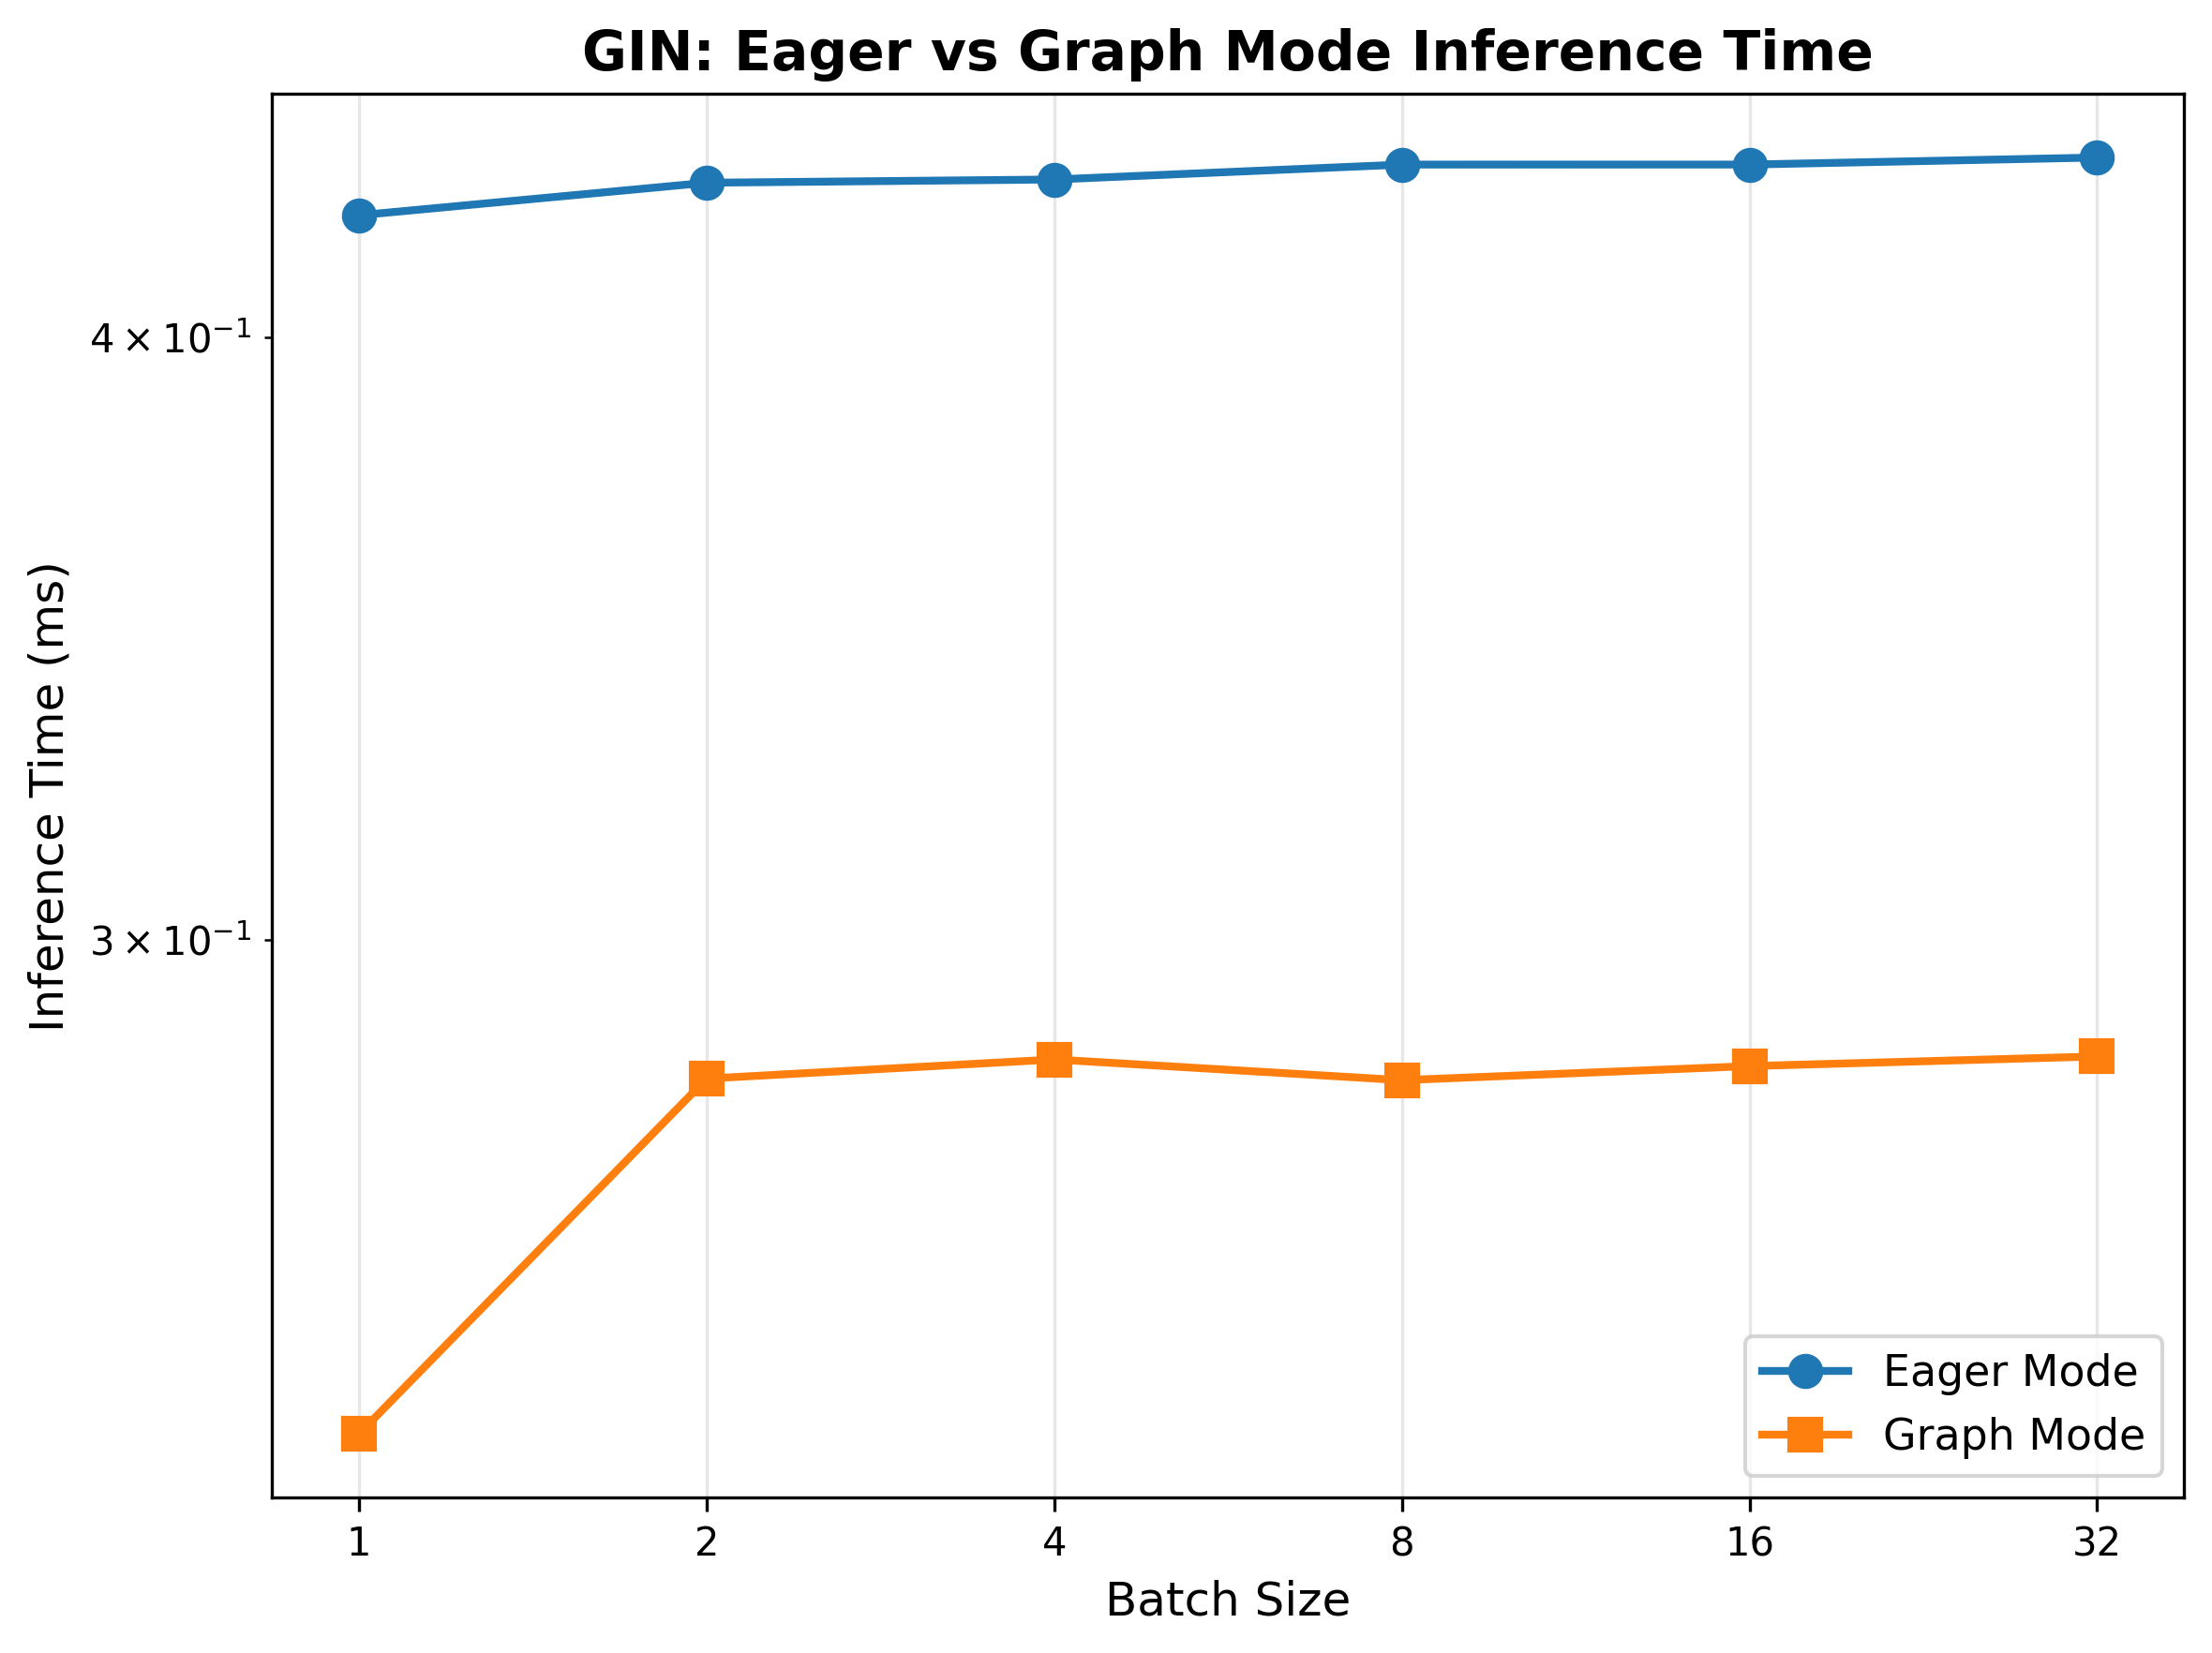 GIN: Eager vs Graph Mode Inference Time
Inference Time (ms)
4 × 10⁻¹
3 × 10⁻¹
1 2 4 8 16 32
Batch Size
Eager Mode
Graph Mode